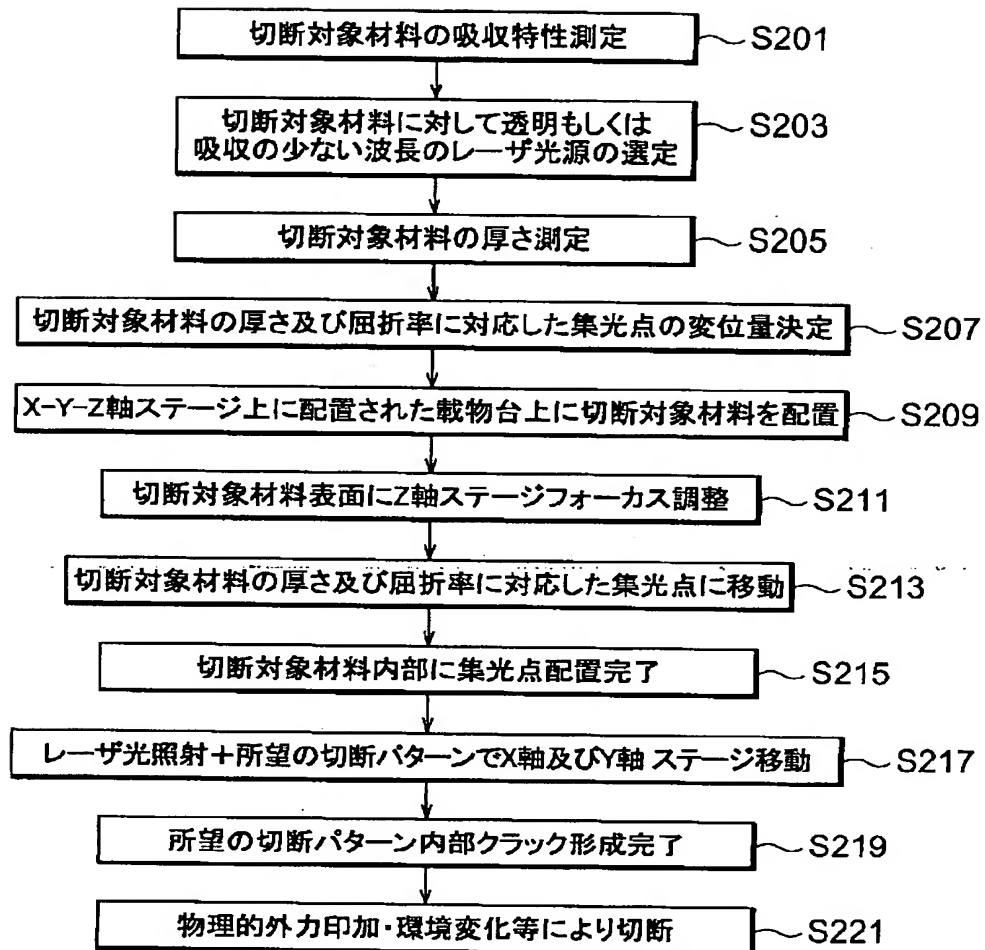 切断対象材料の吸収特性測定 S201
切断対象材料に対して透明もしくは
吸収の少ない波長のレーザ光源の選定 S203
切断対象材料の厚さ測定 S205
切断対象材料の厚さ及び屈折率に対応した集光点の変位量決定 S207
X-Y-Z軸ステージ上に配置された載物台上に切断対象材料を配置 S209
切断対象材料表面にZ軸ステージフォーカス調整 S211
切断対象材料の厚さ及び屈折率に対応した集光点に移動 S213
切断対象材料内部に集光点配置完了 S215
レーザ光照射+所望の切断パターンでX軸及びY軸 ステージ移動 S217
所望の切断パターン内部クラック形成完了 S219
物理的外力印加・環境変化等により切断 S221